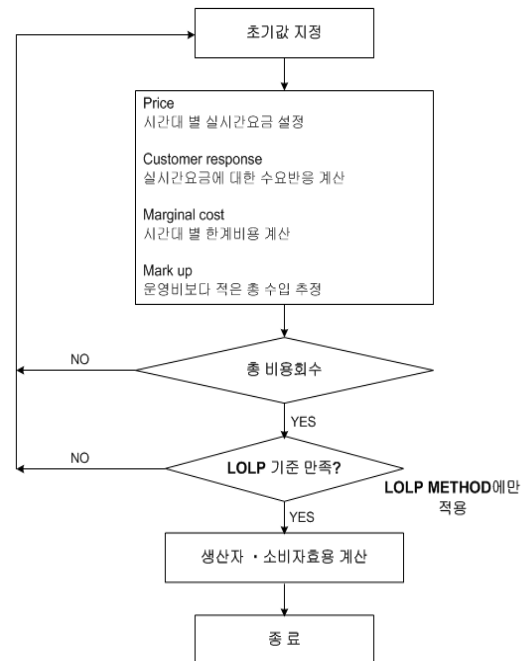 초기값 지정
Price
시간대 별 실시간요금 설정
Customer response
실시간요금에 대한 수요반응 계산
Marginal cost
시간대 별 한계비용 계산
Mark up
운영비보다 적은 총 수입 추정
NO
총 비용회수
YES
NO
LOLP 기준 만족?
LOLP METHOD에만
적용
YES
생산자 ・소비자효용 계산
종 료